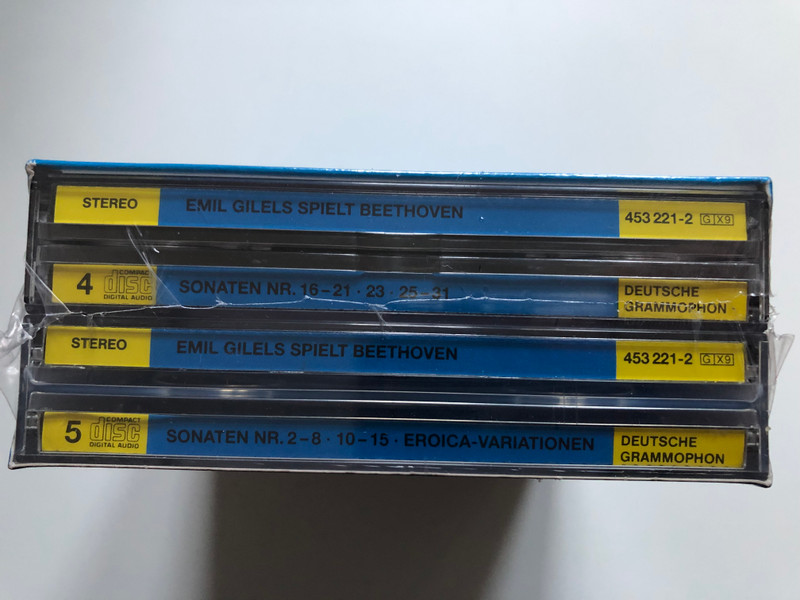 STEREO EMIL GILELS SPIELT BEETHOVEN 453 221-2 G X9
4 COMPACT disc DIGITAL AUDIO SONATEN NR. 16–21 · 23 · 25–31 DEUTSCHE GRAMMOPHON
STEREO EMIL GILELS SPIELT BEETHOVEN 453 221-2 G X9
5 COMPACT disc DIGITAL AUDIO SONATEN NR. 2–8 · 10–15 · EROICA-VARIATIONEN DEUTSCHE GRAMMOPHON